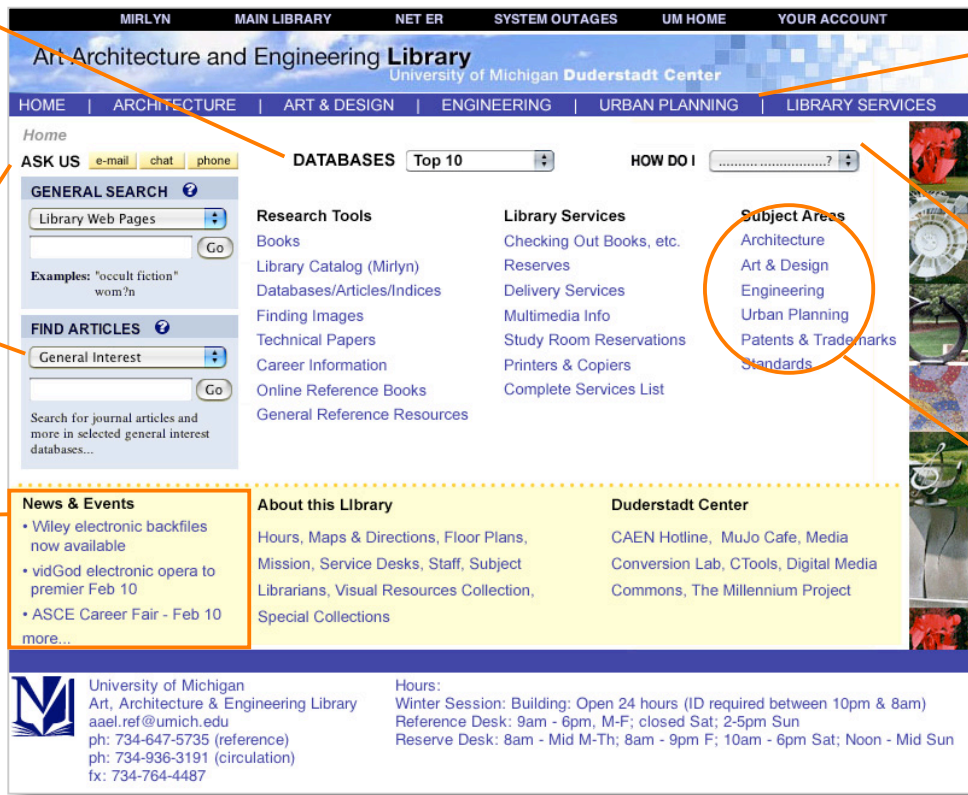 MIRLYN MAIN LIBRARY NET ER SYSTEM OUTAGES UM HOME YOUR ACCOUNT
Art Architecture and Engineering Library
University of Michigan Duderstadt Center
HOME | ARCHITECTURE | ART & DESIGN | ENGINEERING | URBAN PLANNING | LIBRARY SERVICES
Home
ASK US e-mail chat phone
DATABASES Top 10
HOW DO I .......... ..................?
GENERAL SEARCH ?
Library Web Pages
Go
Examples: "occult fiction"
wom?n
FIND ARTICLES ?
General Interest
Go
Search for journal articles and
more in selected general interest
databases...
Research Tools
Books
Library Catalog (Mirlyn)
Databases/Articles/Indices
Finding Images
Technical Papers
Career Information
Online Reference Books
General Reference Resources
Library Services
Checking Out Books, etc.
Reserves
Delivery Services
Multimedia Info
Study Room Reservations
Printers & Copiers
Complete Services List
Subject Areas
Architecture
Art & Design
Engineering
Urban Planning
Patents & Trademarks
Standards
News & Events
• Wiley electronic backfiles
now available
• vidGod electronic opera to
premier Feb 10
• ASCE Career Fair - Feb 10
more...
About this LIbrary
Hours, Maps & Directions, Floor Plans,
Mission, Service Desks, Staff, Subject
Librarians, Visual Resources Collection,
Special Collections
Duderstadt Center
CAEN Hotline, MuJo Cafe, Media
Conversion Lab, CTools, Digital Media
Commons, The Millennium Project
University of Michigan
Art, Architecture & Engineering Library
aael.ref@umich.edu
ph: 734-647-5735 (reference)
ph: 734-936-3191 (circulation)
fx: 734-764-4487
Hours:
Winter Session: Building: Open 24 hours (ID required between 10pm & 8am)
Reference Desk: 9am - 6pm, M-F; closed Sat; 2-5pm Sun
Reserve Desk: 8am - Mid M-Th; 8am - 9pm F; 10am - 6pm Sat; Noon - Mid Sun